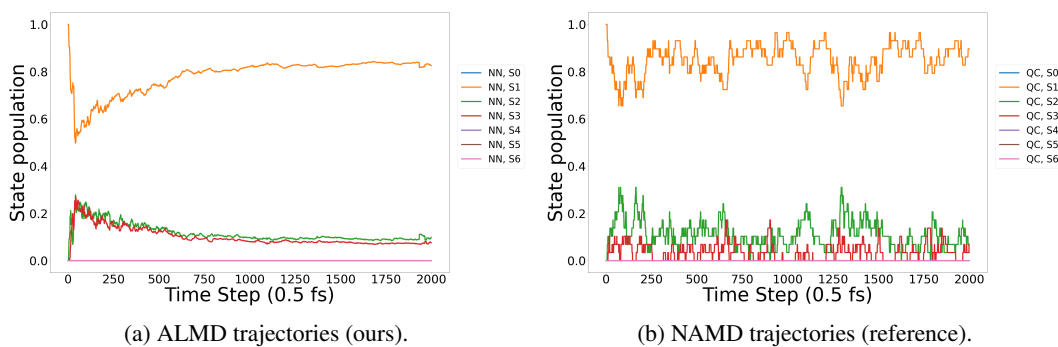 1.0
0.8
0.6
0.4
0.2
0.0
State population
0 250 500 750 1000 1250 1500 1750 2000
Time Step (0.5 fs)
NN, S0
NN, S1
NN, S2
NN, S3
NN, S4
NN, S5
NN, S6
(a) ALMD trajectories (ours).
1.0
0.8
0.6
0.4
0.2
0.0
State population
0 250 500 750 1000 1250 1500 1750 2000
Time Step (0.5 fs)
QC, S0
QC, S1
QC, S2
QC, S3
QC, S4
QC, S5
QC, S6
(b) NAMD trajectories (reference).